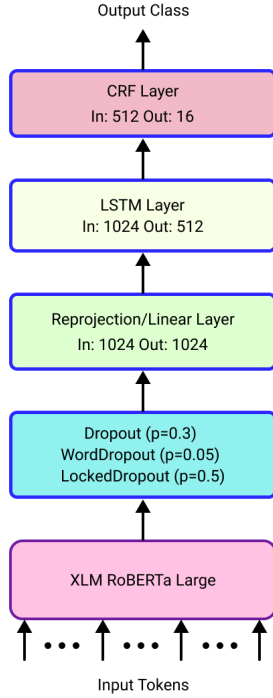 Output Class
CRF Layer
In: 512 Out: 16
LSTM Layer
In: 1024 Out: 512
Reprojection/Linear Layer
In: 1024 Out: 1024
Dropout (p=0.3)
WordDropout (p=0.05)
LockedDropout (p=0.5)
XLM RoBERTa Large
Input Tokens